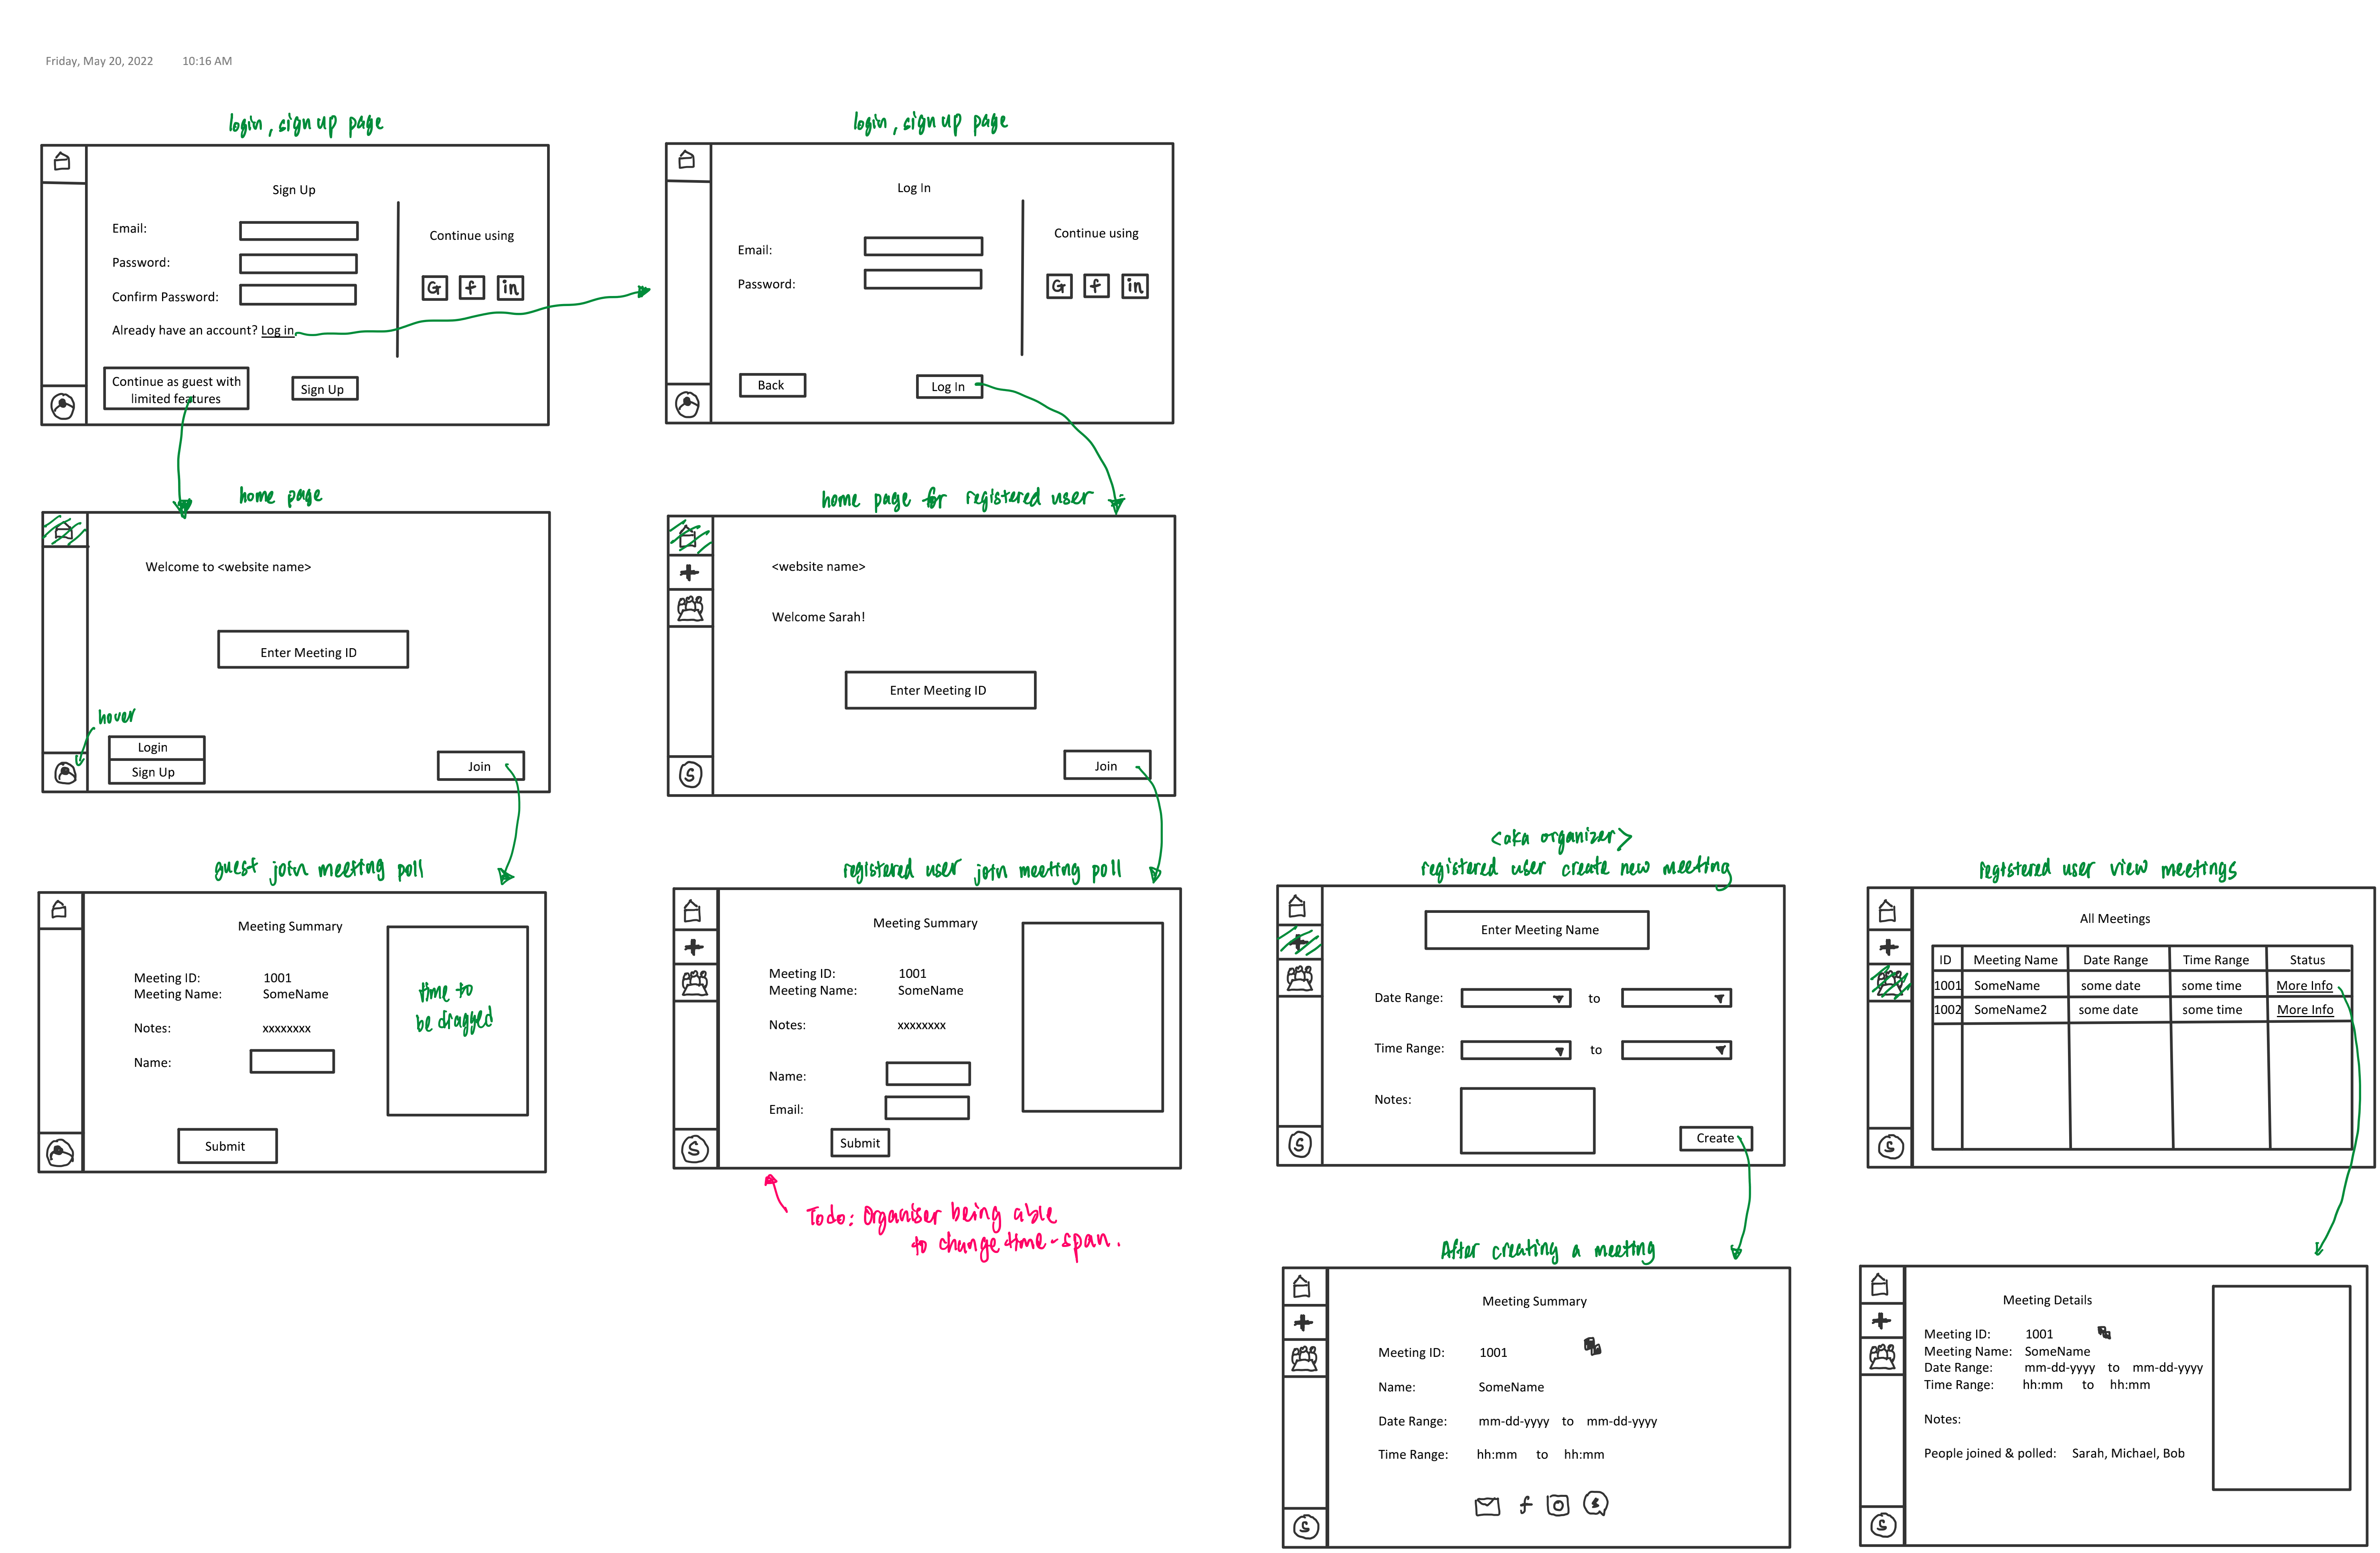 Friday, May 20, 2022 10:16 AM
login, sign up page
Sign Up
Email:
Password:
Confirm Password:
Already have an account? Log in
Continue as guest with
limited features
Sign Up
Continue using
G f in
login, sign up page
Log In
Email:
Password:
Back
Log In
Continue using
G f in
home page
Welcome to <website name>
Enter Meeting ID
hover
Login
Sign Up
Join
home page for registered user
<website name>
Welcome Sarah!
Enter Meeting ID
Join
S
guest join meeting poll
Meeting Summary
Meeting ID: 1001
Meeting Name: SomeName
Notes: xxxxxxxx
Name:
Submit
time to
be dragged
registered user join meeting poll
Meeting Summary
Meeting ID: 1001
Meeting Name: SomeName
Notes: xxxxxxxx
Name:
Email:
Submit
S
Todo: Organiser being able
to change time-span.
<aka organizer>
registered user create new meeting
Enter Meeting Name
Date Range: to
Time Range: to
Notes:
Create
S
registered user view meetings
All Meetings
ID Meeting Name Date Range Time Range Status
1001 SomeName some date some time More Info
1002 SomeName2 some date some time More Info
S
After creating a meeting
Meeting Summary
Meeting ID: 1001
Name: SomeName
Date Range: mm-dd-yyyy to mm-dd-yyyy
Time Range: hh:mm to hh:mm
f
S
Meeting Details
Meeting ID: 1001
Meeting Name: SomeName
Date Range: mm-dd-yyyy to mm-dd-yyyy
Time Range: hh:mm to hh:mm
Notes:
People joined & polled: Sarah, Michael, Bob
S